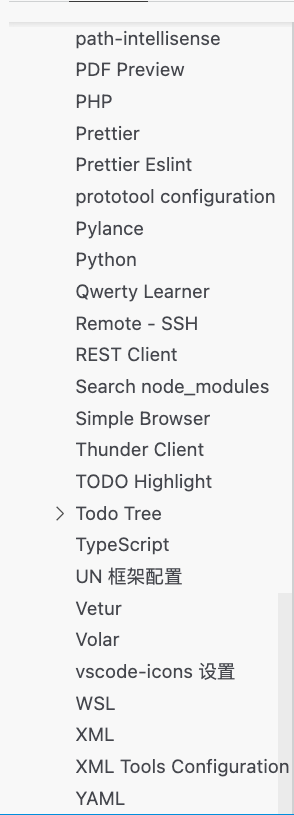 path-intellisense
PDF Preview
PHP
Prettier
Prettier Eslint
prototool configuration
Pylance
Python
Qwerty Learner
Remote - SSH
REST Client
Search node_modules
Simple Browser
Thunder Client
TODO Highlight
Todo Tree
TypeScript
UN 框架配置
Vetur
Volar
vscode-icons 设置
WSL
XML
XML Tools Configuration
YAML